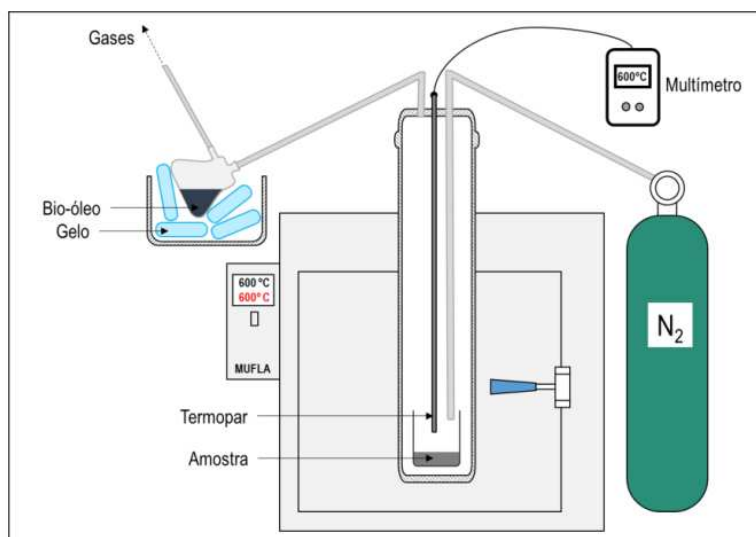 Gases
600°C
Multímetro
Bio-óleo
Gelo
600 °C
600° C
MUFLA
N₂
Termopar
Amostra